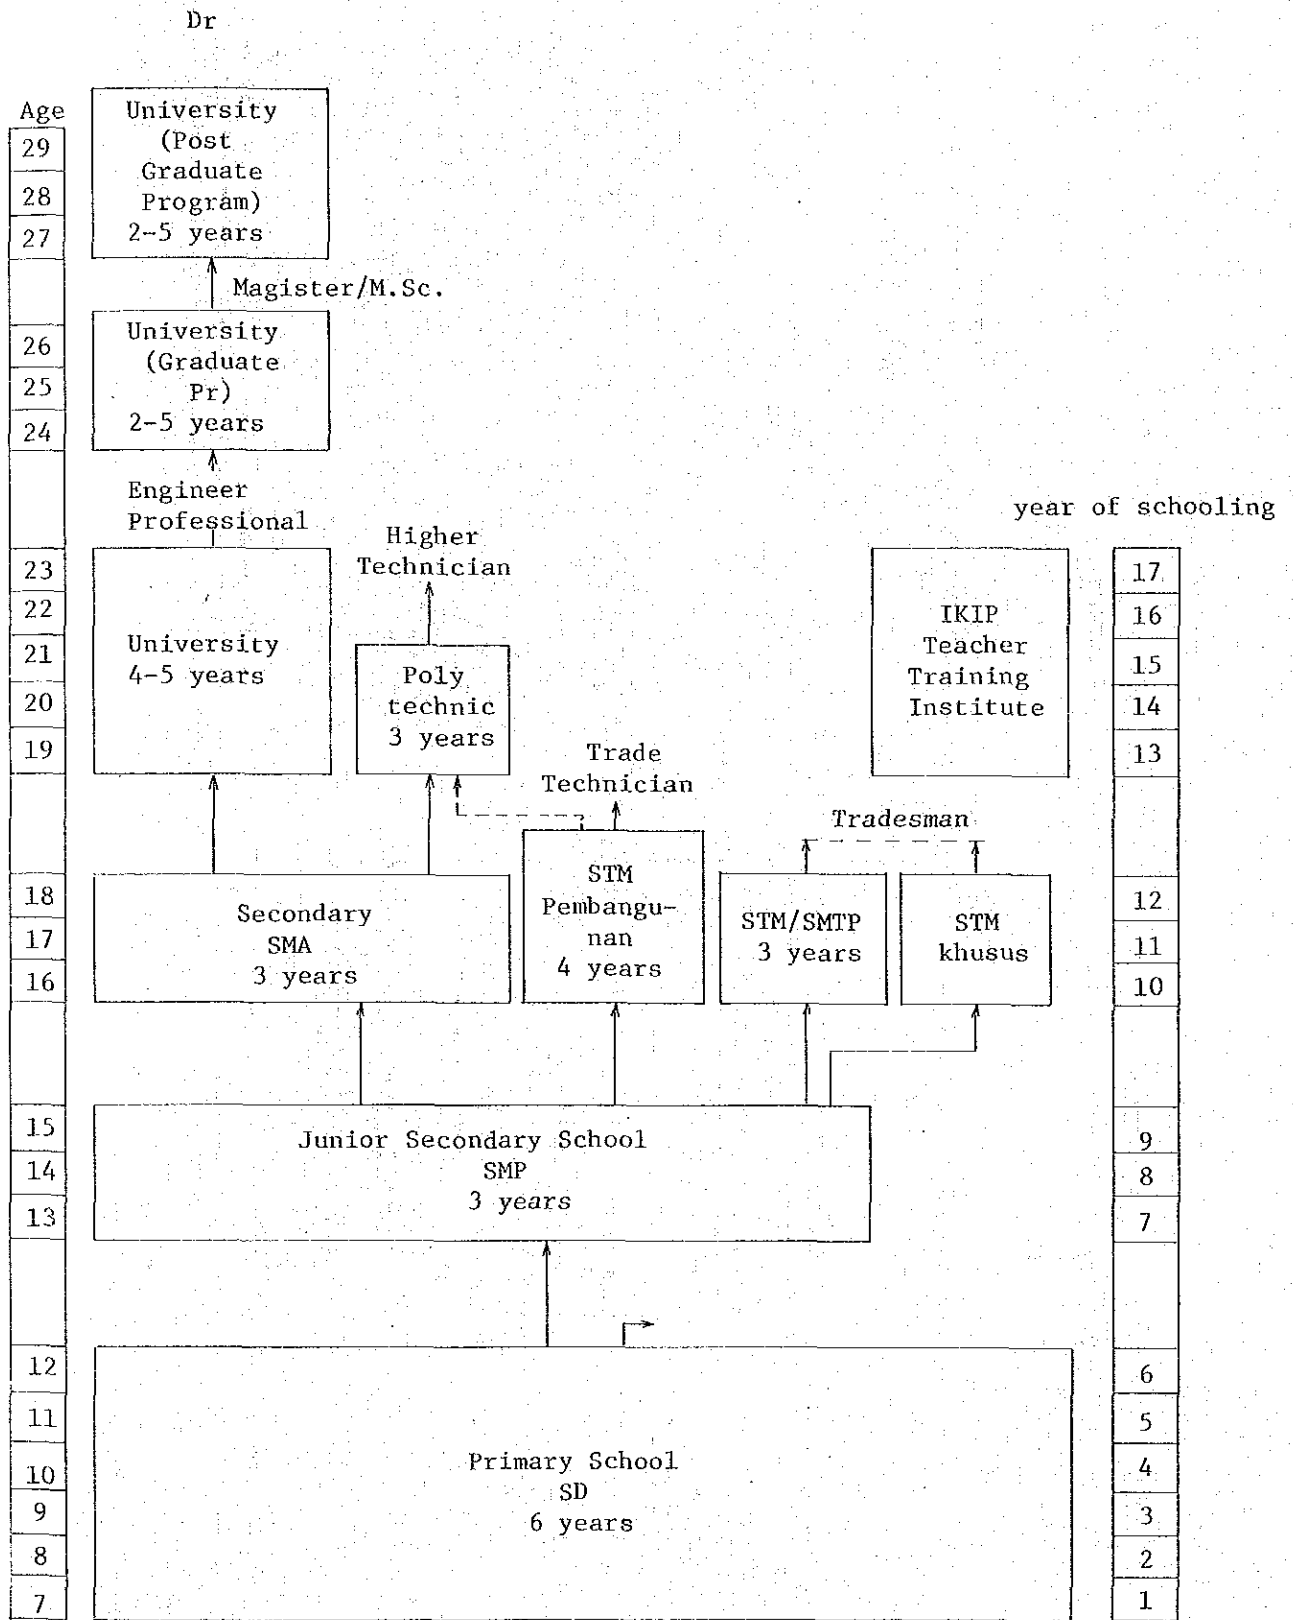 Dr
Age
29
28
27
26
25
24
23
22
21
20
19
18
17
16
15
14
13
12
11
10
9
8
7
University
(Post
Graduate
Program)
2-5 years
Magister/M.Sc.
University
(Graduate
Pr)
2-5 years
Engineer
Professional
University
4-5 years
Higher
Technician
Poly
technic
3 years
Trade
Technician
Tradesman
IKIP
Teacher
Training
Institute
Secondary
SMA
3 years
STM
Pembangu-
nan
4 years
STM/SMTP
3 years
STM
khusus
Junior Secondary School
SMP
3 years
Primary School
SD
6 years
year of schooling
17
16
15
14
13
12
11
10
9
8
7
6
5
4
3
2
1